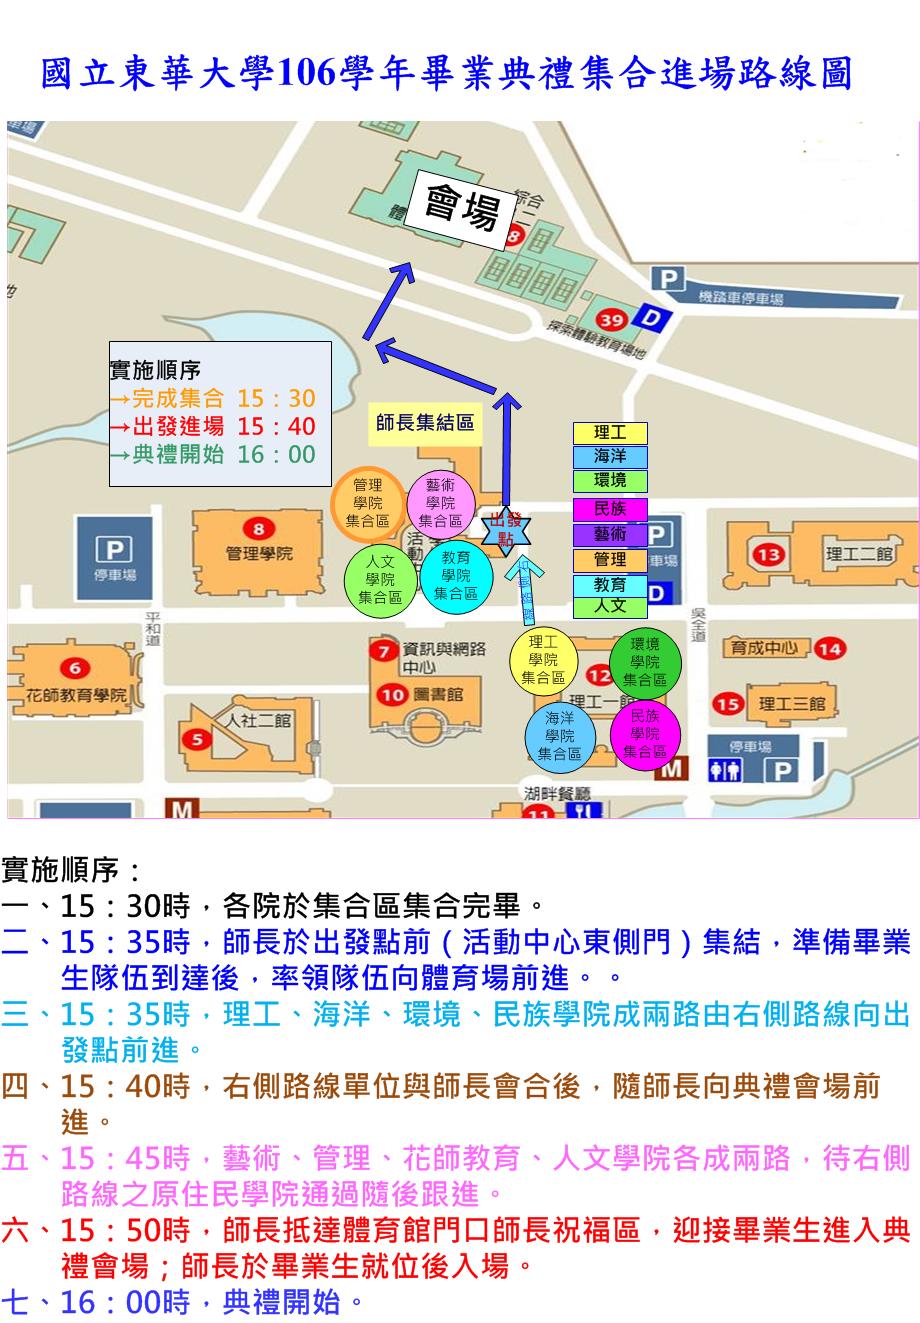 國立東華大學106學年畢業典禮集合進場路線圖
車場
會場
綜合
體
二
8
P
機踏車停車場
39
D
探索體驗教育場地
地
實施順序
→完成集合 15：30
→出發進場 15：40
→典禮開始 16：00
師長集結區
理工
海洋
環境
民族
藝術
管理
教育
人文
管理
學院
集合區
藝術
學院
集合區
人文
學院
集合區
教育
學院
集合區
活
動
出發
點
右側路線
P
停車場
8
管理學院
P
車場
D
13
理工二館
平和道
吳全道
6
花師教育學院
7
資訊與網路
中心
10
圖書館
5
人社二館
理工
學院
集合區
環境
學院
集合區
12
理工一館
海洋
學院
集合區
民族
學院
集合區
育成中心
14
15
理工三館
停車場
P
M
M
湖畔餐廳
11
實施順序：
一、15：30時，各院於集合區集合完畢。
二、15：35時，師長於出發點前（活動中心東側門）集結，準備畢業
生隊伍到達後，率領隊伍向體育場前進。。
三、15：35時，理工、海洋、環境、民族學院成兩路由右側路線向出
發點前進。
四、15：40時，右側路線單位與師長會合後，隨師長向典禮會場前
進。
五、15：45時，藝術、管理、花師教育、人文學院各成兩路，待右側
路線之原住民學院通過隨後跟進。
六、15：50時，師長抵達體育館門口師長祝福區，迎接畢業生進入典
禮會場；師長於畢業生就位後入場。
七、16：00時，典禮開始。